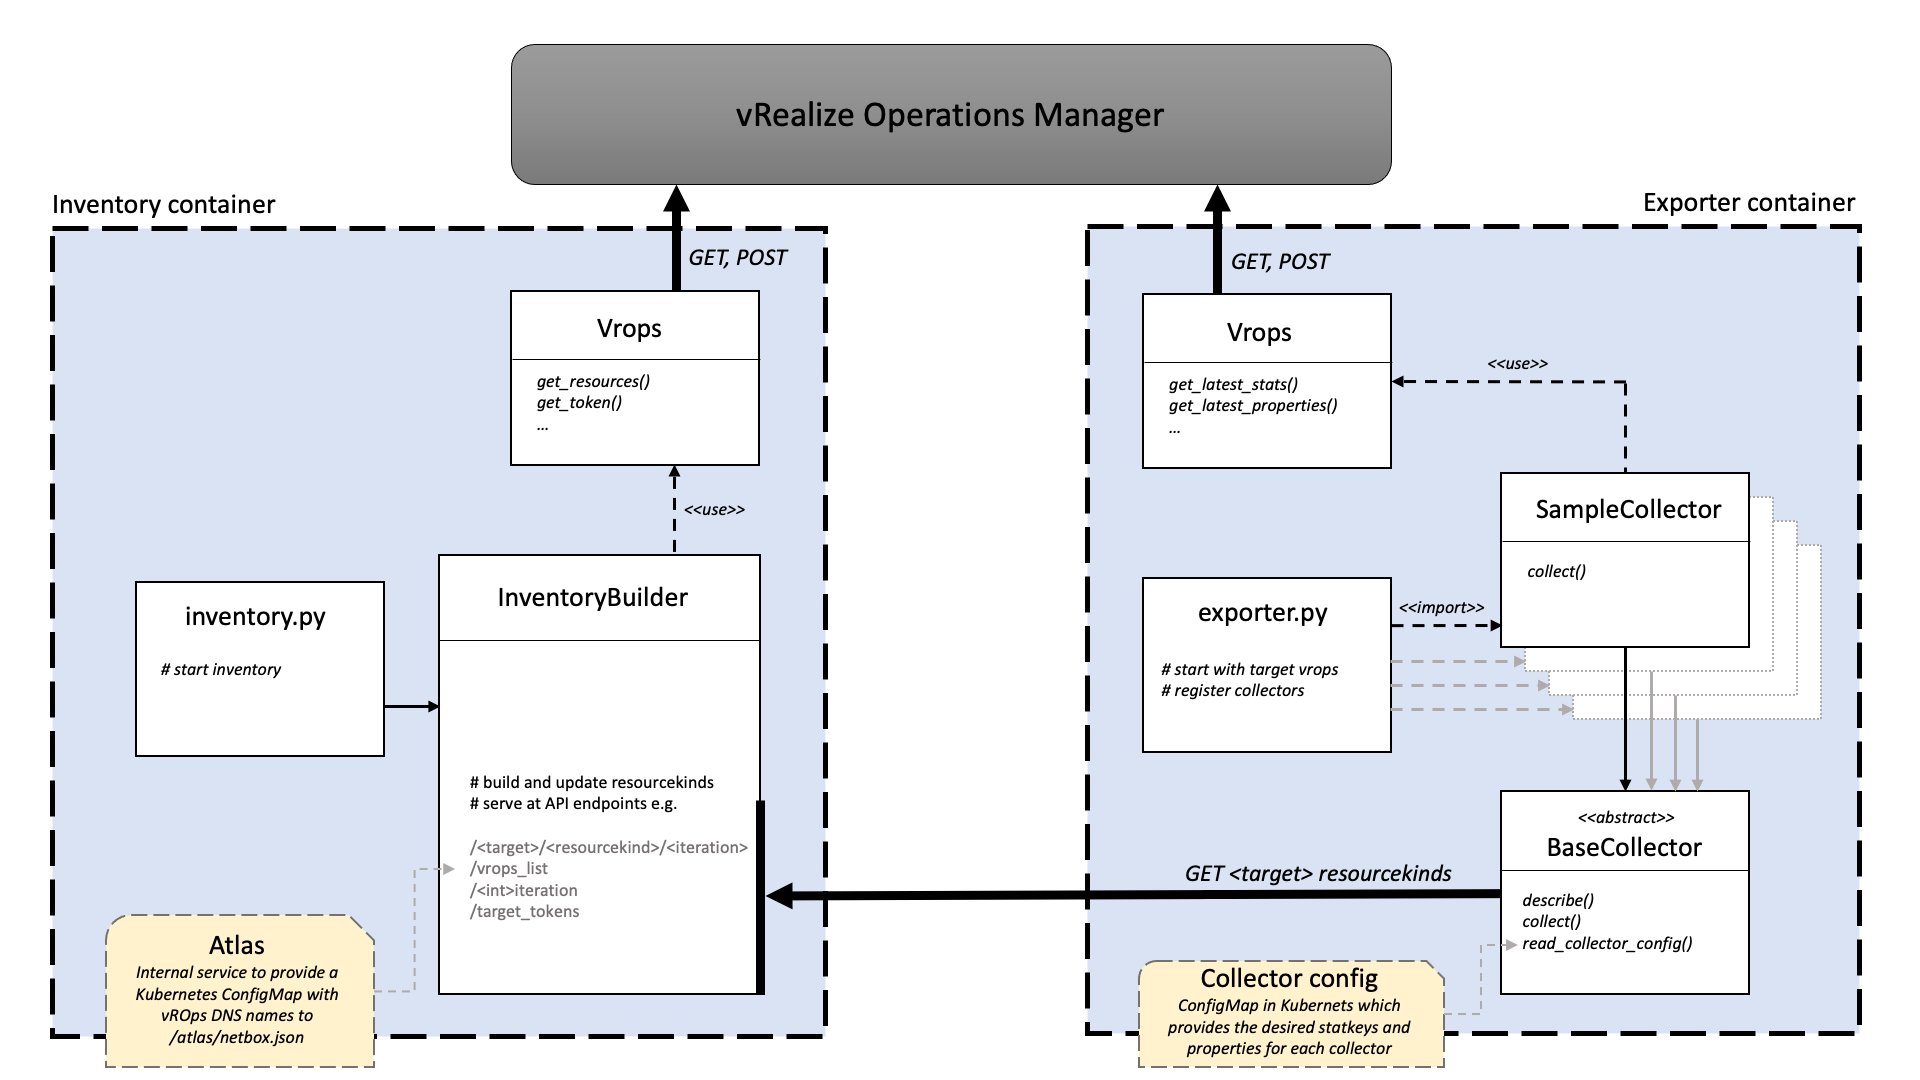 vRealize Operations Manager
Inventory container
GET, POST
Vrops
get_resources()
get_token()
...
<<use>>
inventory.py
# start inventory
InventoryBuilder
# build and update resourcekinds
# serve at API endpoints e.g.
/<target>/<resourcekind>/<iteration>
/vrops_list
/<int>iteration
/target_tokens
Atlas
Internal service to provide a
Kubernetes ConfigMap with
vROps DNS names to
/atlas/netbox.json
Exporter container
GET, POST
Vrops
get_latest_stats()
get_latest_properties()
...
<<use>>
SampleCollector
collect()
exporter.py
# start with target vrops
# register collectors
<<import>>
<<abstract>>
BaseCollector
describe()
collect()
read_collector_config()
GET <target> resourcekinds
Collector config
ConfigMap in Kubernets which
provides the desired statkeys and
properties for each collector